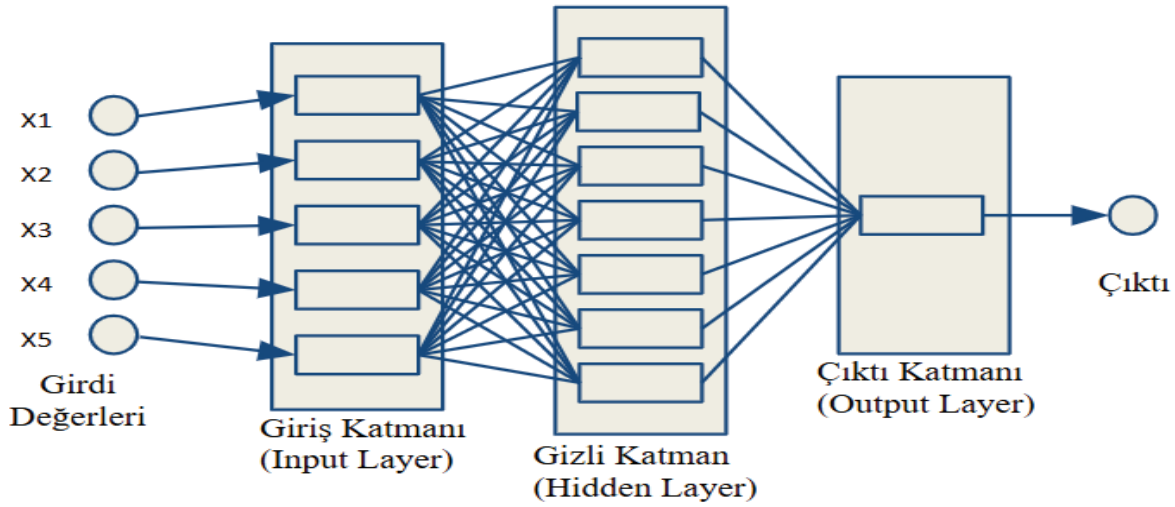 X1
X2
X3
X4
X5
Girdi
Değerleri
Giriş Katmanı
(Input Layer)
Gizli Katman
(Hidden Layer)
Çıktı Katmanı
(Output Layer)
Çıktı